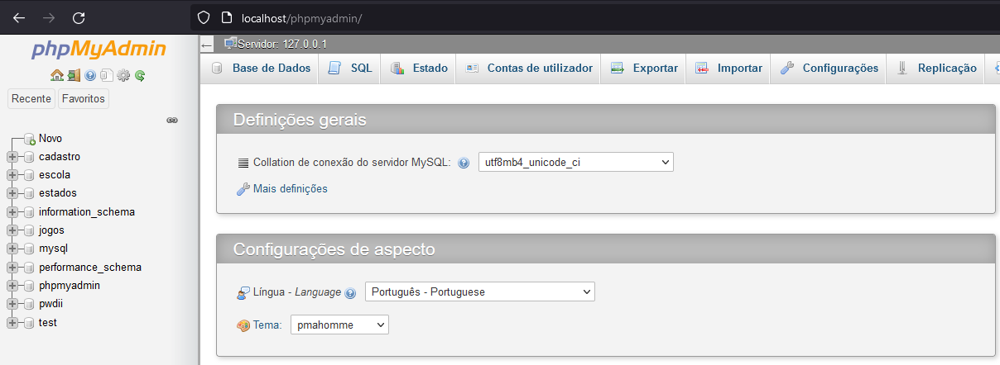 localhost/phpmyadmin/
phpMyAdmin
Recente Favoritos
Novo
cadastro
escola
estados
information_schema
jogos
mysql
performance_schema
phpmyadmin
pwdii
test
Servidor: 127.0.0.1
Base de Dados SQL Estado Contas de utilizador Exportar Importar Configurações Replicação
Definições gerais
Collation de conexão do servidor MySQL: utf8mb4_unicode_ci
Mais definições
Configurações de aspecto
Língua - Language Português - Portuguese
Tema: pmahomme